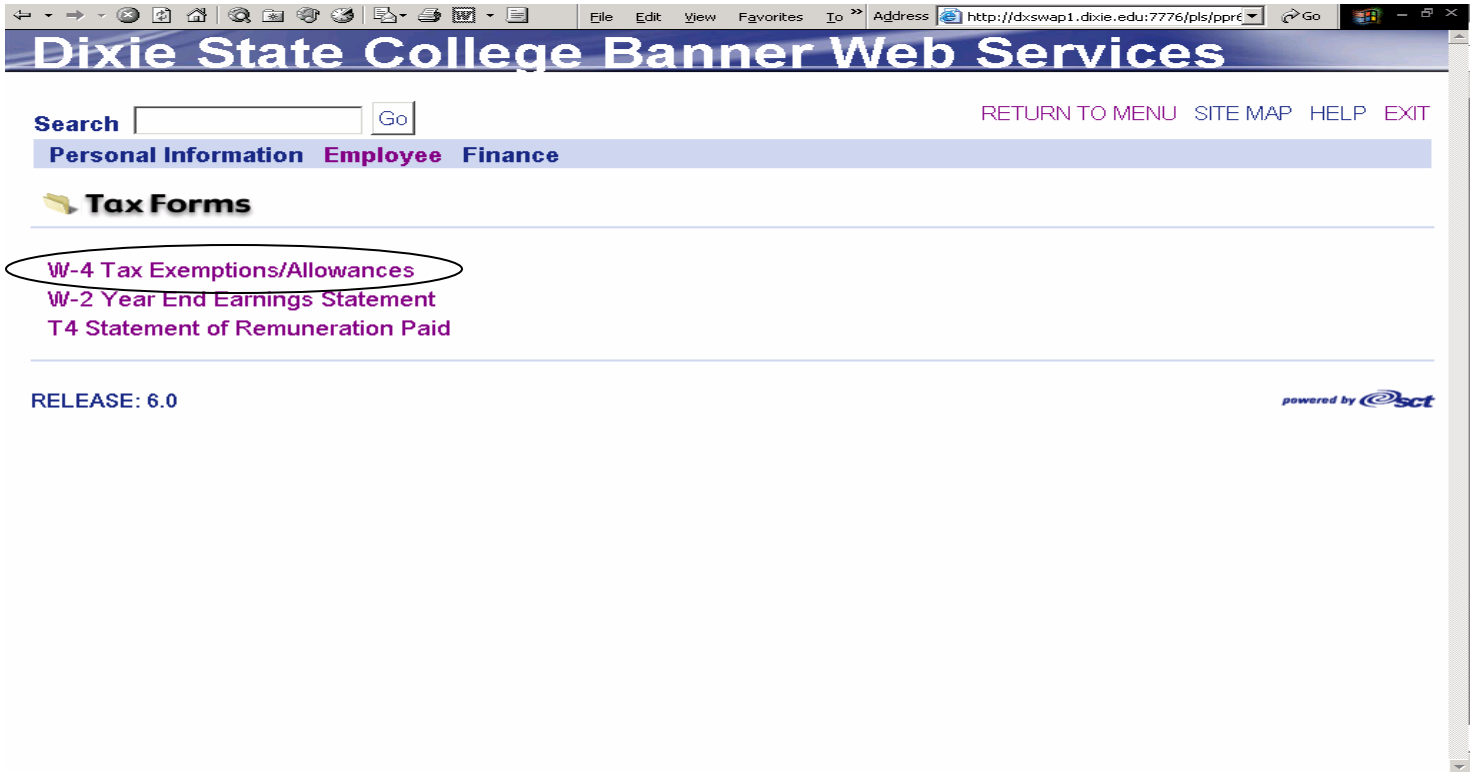 File Edit View Favorites To » Address http://dxswap1.dixie.edu:7776/pls/ppr6 Go
Dixie State College Banner Web Services
Search Go RETURN TO MENU SITE MAP HELP EXIT
Personal Information Employee Finance
Tax Forms
W-4 Tax Exemptions/Allowances
W-2 Year End Earnings Statement
T4 Statement of Remuneration Paid
RELEASE: 6.0 powered by sct